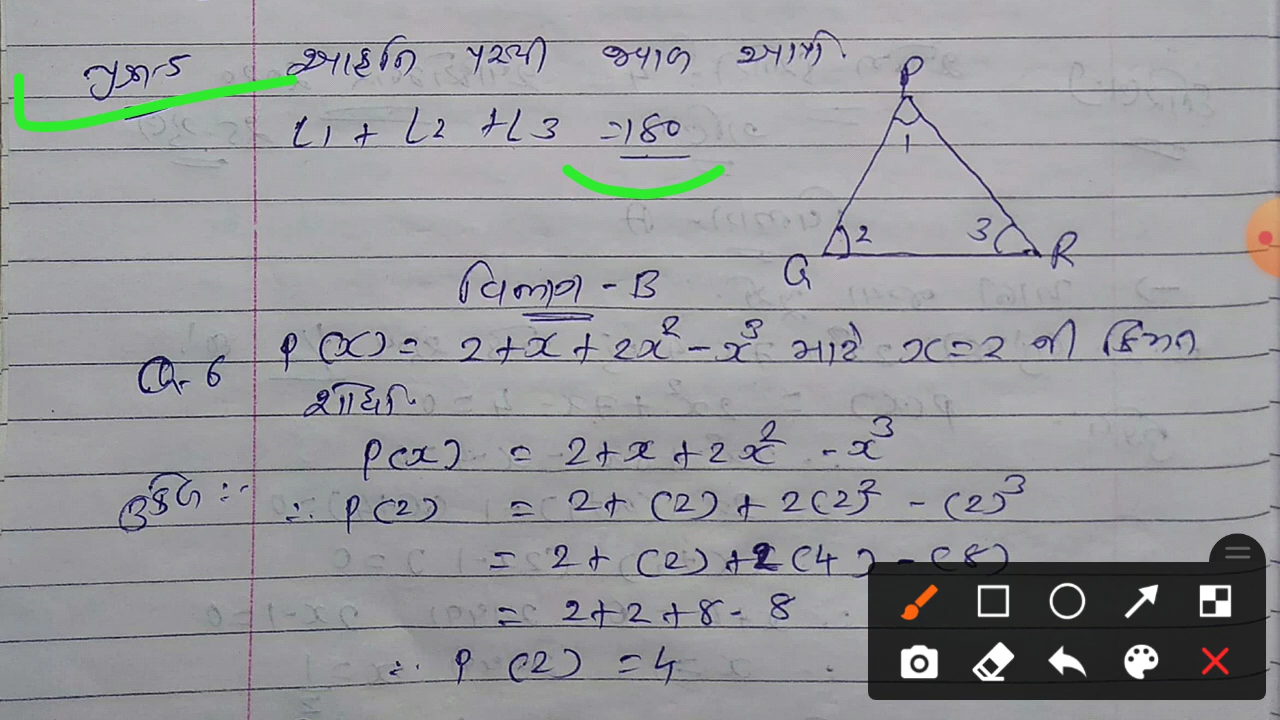 પ્રશ્ન-5 આકૃતિ પરથી જવાબ આપો.
∠1 + ∠2 + ∠3 = 180
P
1
2
3
Q
R
વિભાગ - B
Q-6 P(x) = 2+x+2x²-x³ માટે x=2 ની કિંમત
શોધો.
P(x) = 2+x+2x²-x³
ઉકેલ :-
∴ P(2) = 2+(2)+2(2)²-(2)³
= 2+(2)+2(4)-(8)
= 2+2+8-8
∴ P(2) = 4